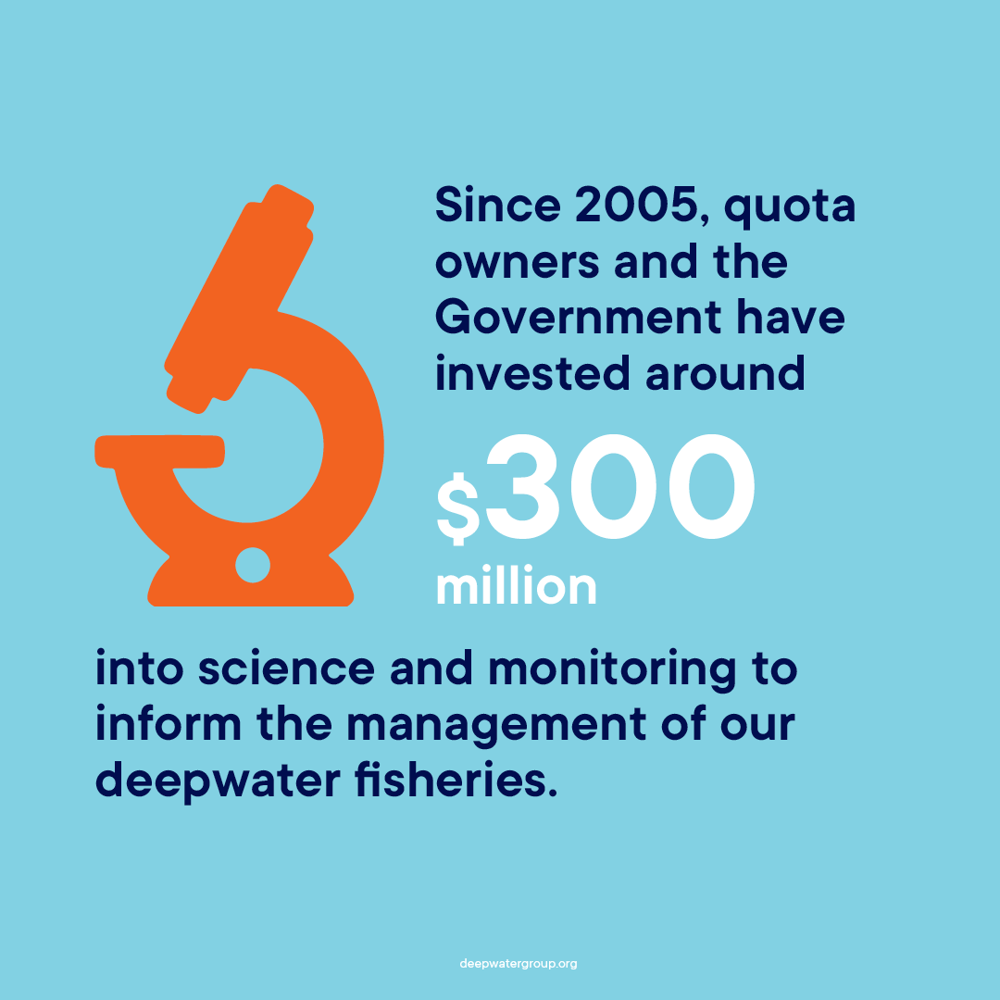 Since 2005, quota
owners and the
Government have
invested around
$300
million
into science and monitoring to
inform the management of our
deepwater fisheries.
deepwatergroup.org